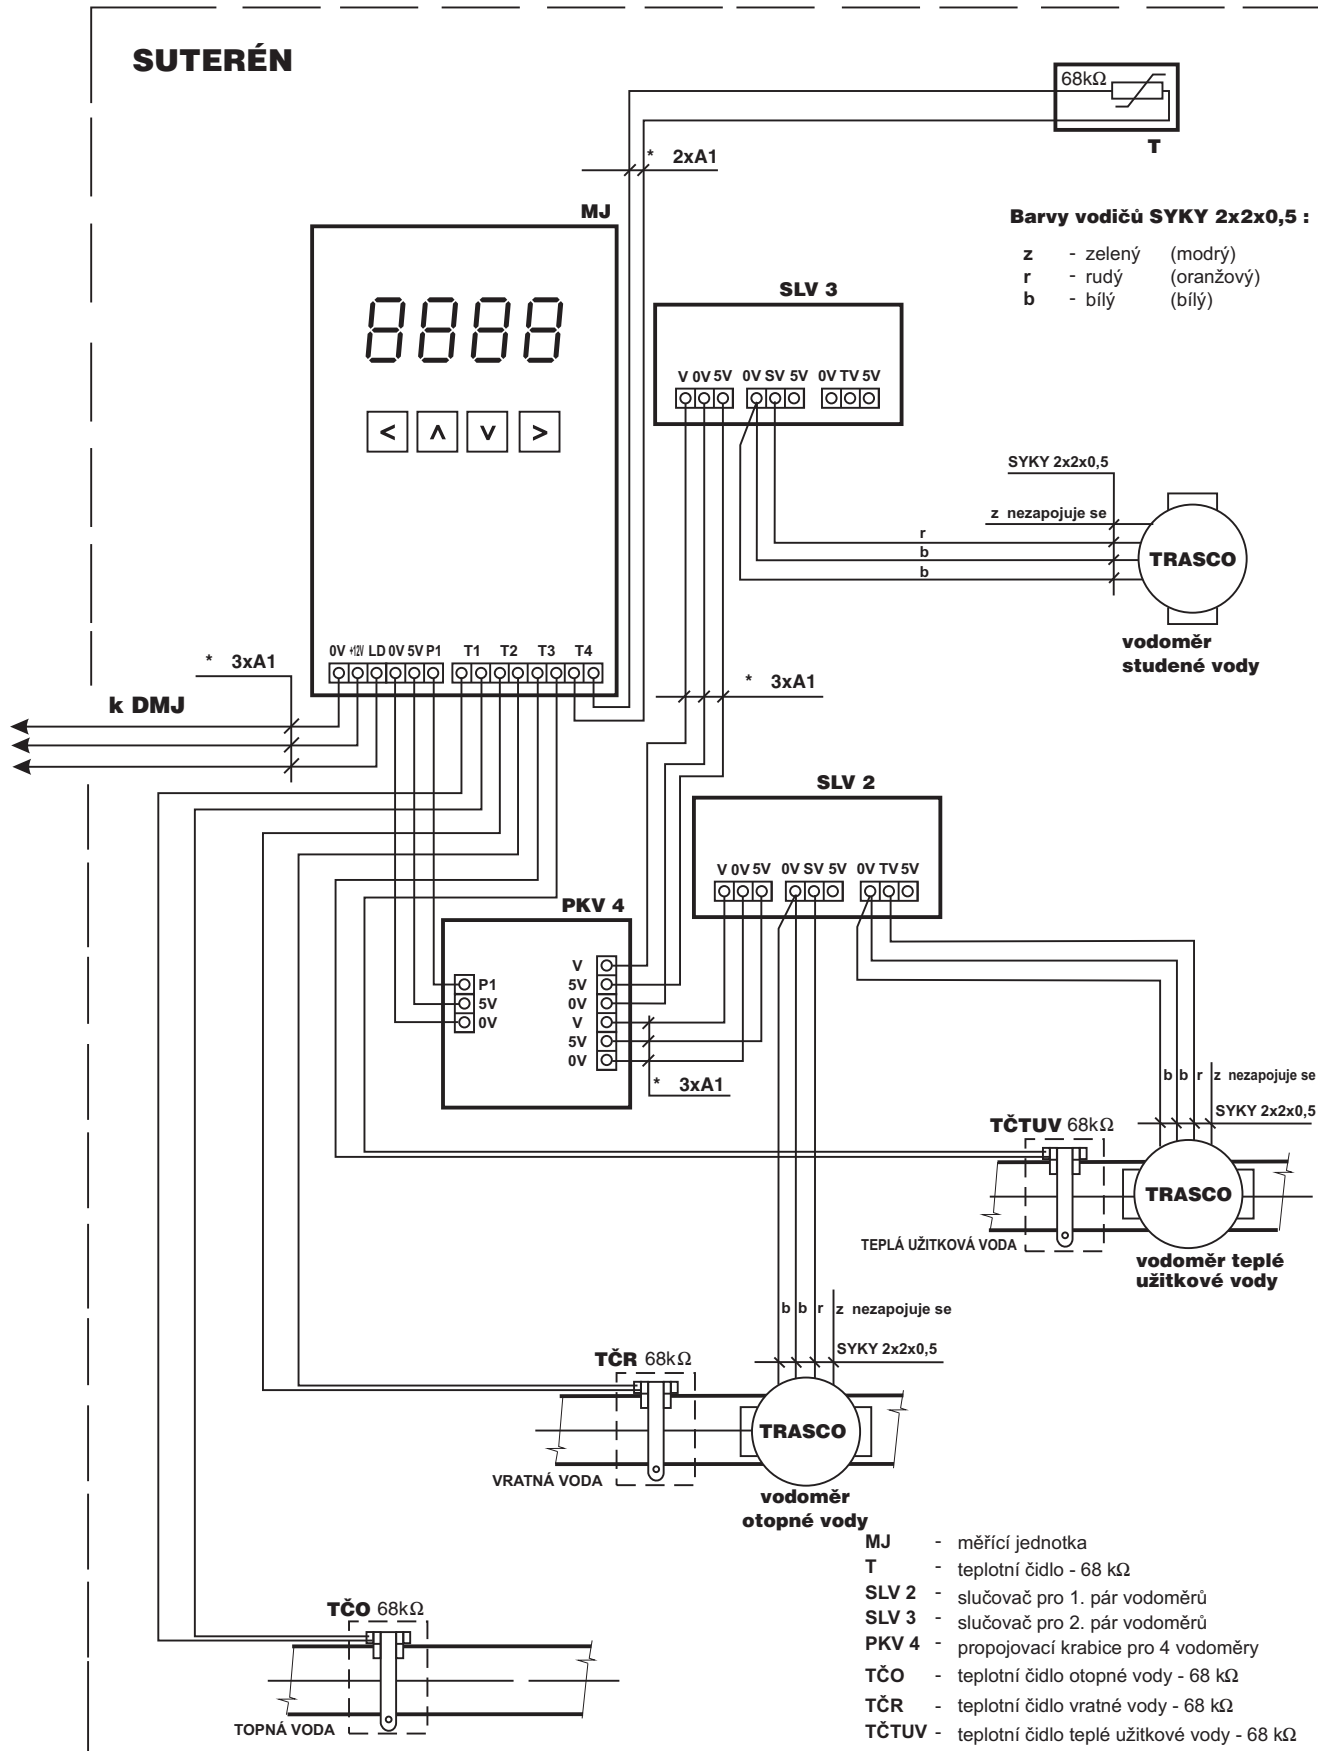 SUTERÉN
68kΩ
T
* 2xA1
MJ
Barvy vodičů SYKY 2x2x0,5 :
z - zelený (modrý)
r - rudý (oranžový)
b - bílý (bílý)
SLV 3
V 0V 5V 0V SV 5V 0V TV 5V
< ʌ v >
SYKY 2x2x0,5
z nezapojuje se
r
b
b
TRASCO
vodoměr
studené vody
0V +12V LD 0V 5V P1 T1 T2 T3 T4
* 3xA1
k DMJ
* 3xA1
SLV 2
V 0V 5V 0V SV 5V 0V TV 5V
PKV 4
V
5V
0V
V
5V
0V
P1
5V
0V
* 3xA1
b b r z nezapojuje se
SYKY 2x2x0,5
TČTUV 68kΩ
TRASCO
TEPLÁ UŽITKOVÁ VODA
vodoměr teplé
užitkové vody
b b r z nezapojuje se
SYKY 2x2x0,5
TČR 68kΩ
TRASCO
VRATNÁ VODA
vodoměr
otopné vody
TČO 68kΩ
TOPNÁ VODA
MJ - měřící jednotka
T - teplotní čidlo - 68 kΩ
SLV 2 - slučovač pro 1. pár vodoměrů
SLV 3 - slučovač pro 2. pár vodoměrů
PKV 4 - propojovací krabice pro 4 vodoměry
TČO - teplotní čidlo otopné vody - 68 kΩ
TČR - teplotní čidlo vratné vody - 68 kΩ
TČTUV - teplotní čidlo teplé užitkové vody - 68 kΩ